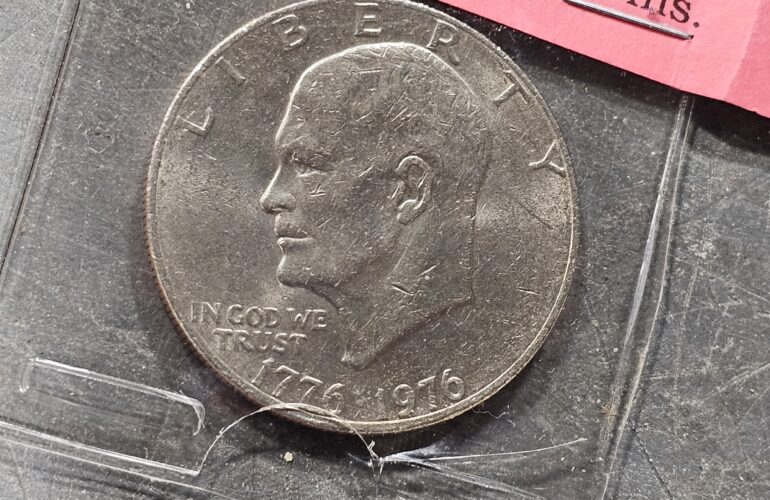 LIBERTY
IN GOD WE
TRUST
1776·1976